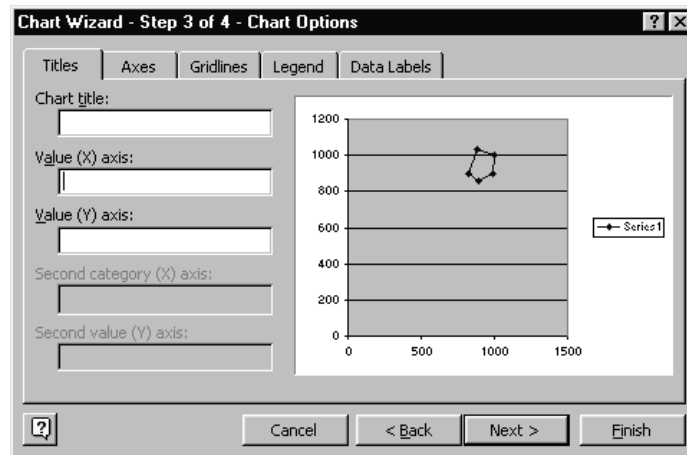 Chart Wizard - Step 3 of 4 - Chart Options
? X
Titles Axes Gridlines Legend Data Labels
Chart title:
Value (X) axis:
Value (Y) axis:
Second category (X) axis:
Second value (Y) axis:
1200
1000
800
600
400
200
0
0 500 1000 1500
Series1
? Cancel < Back Next > Finish